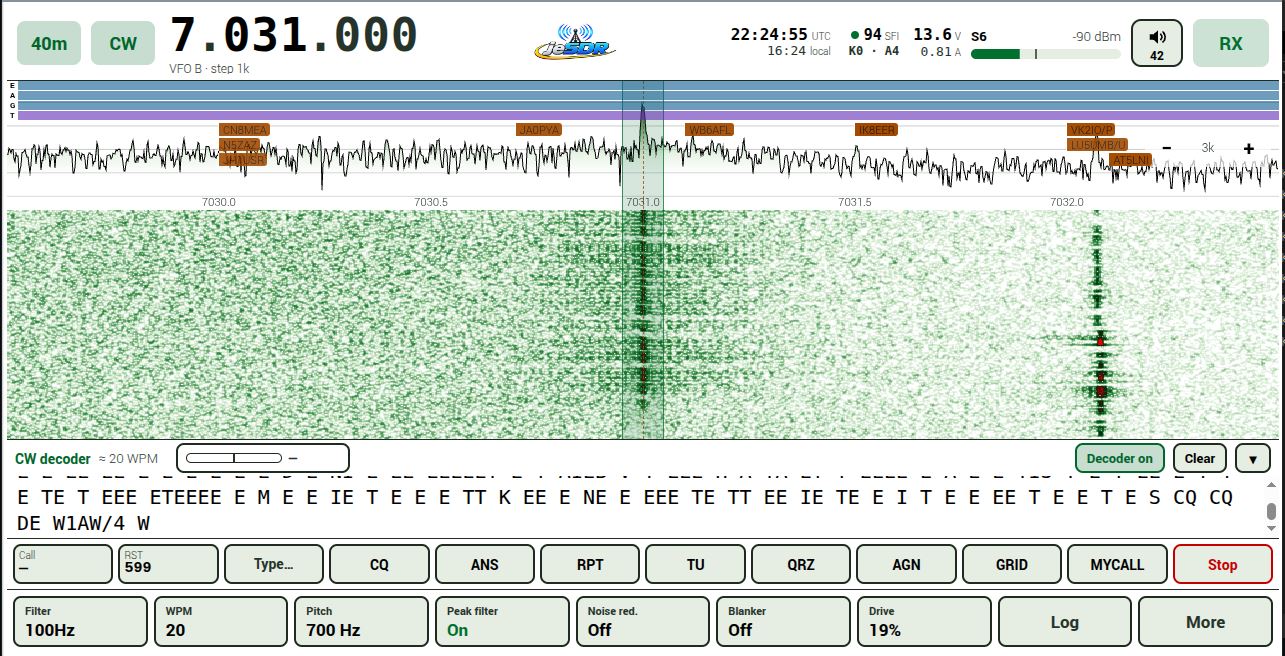 40m CW 7.031.000
VFO B · step 1k
jeSDR
22:24:55 UTC
16:24 local
94 SFI
K0 · A4
13.6 V
0.81 A
S6 -90 dBm
42
RX
E
A
G
T
CN8MEA JA0PYA WB6AFL IK8EER VK2IO/P
N5ZAZ LU5UMB/U
JH1USR AT5LNI
− 3k +
7030.0 7030.5 7031.0 7031.5 7032.0
CW decoder ≈ 20 WPM –
Decoder on Clear ▼
E TE T EEE ETEEEE E M E E IE T E E E TT K EE E NE E EEE TE TT EE IE TE E I T E E EE T E E T E S CQ CQ
DE W1AW/4 W
Call
–
RST
599
Type... CQ ANS RPT TU QRZ AGN GRID MYCALL Stop
Filter
100Hz
WPM
20
Pitch
700 Hz
Peak filter
On
Noise red.
Off
Blanker
Off
Drive
19%
Log More